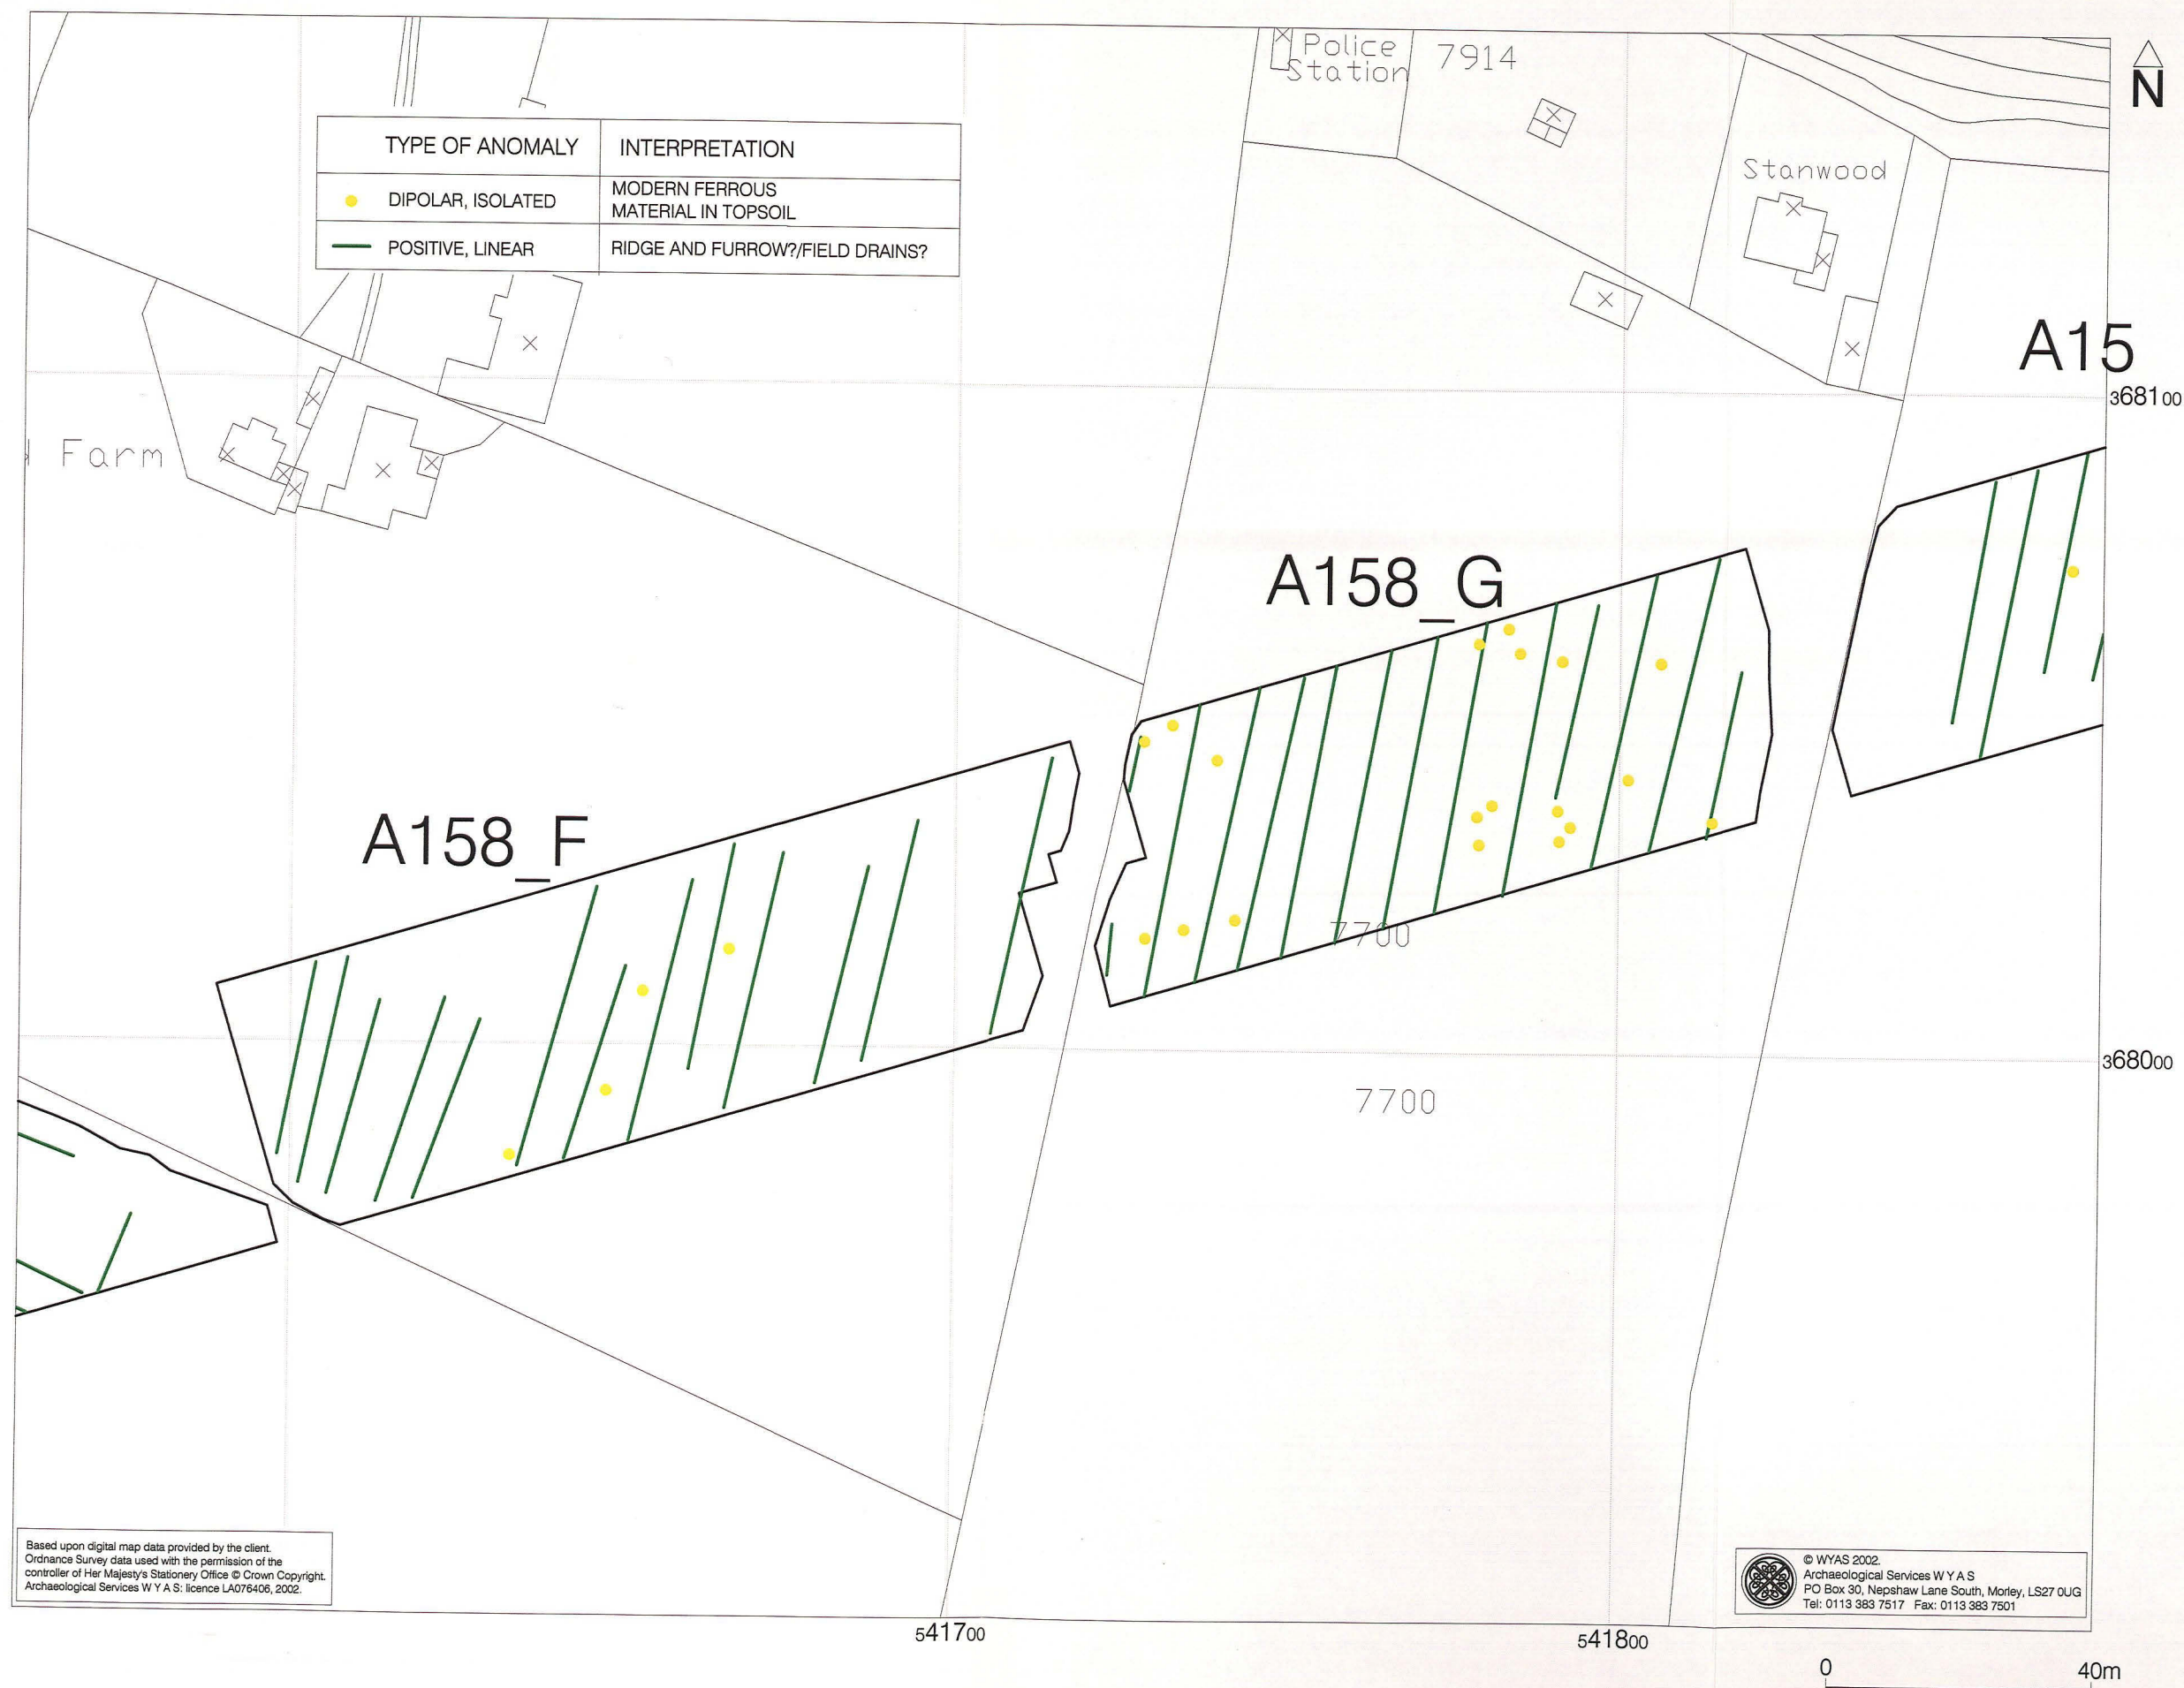 Police
Station
7914
N
TYPE OF ANOMALY
INTERPRETATION
DIPOLAR, ISOLATED
MODERN FERROUS
MATERIAL IN TOPSOIL
POSITIVE, LINEAR
RIDGE AND FURROW?/FIELD DRAINS?
Stanwood
A15
368100
Farm
A158_G
A158_F
7700
368000
7700
Based upon digital map data provided by the client.
Ordnance Survey data used with the permission of the
controller of Her Majesty's Stationery Office © Crown Copyright.
Archaeological Services W Y A S: licence LA076406, 2002.
© WYAS 2002.
Archaeological Services W Y A S
PO Box 30, Nepshaw Lane South, Morley, LS27 0UG
Tel: 0113 383 7517 Fax: 0113 383 7501
541700
541800
0
40m